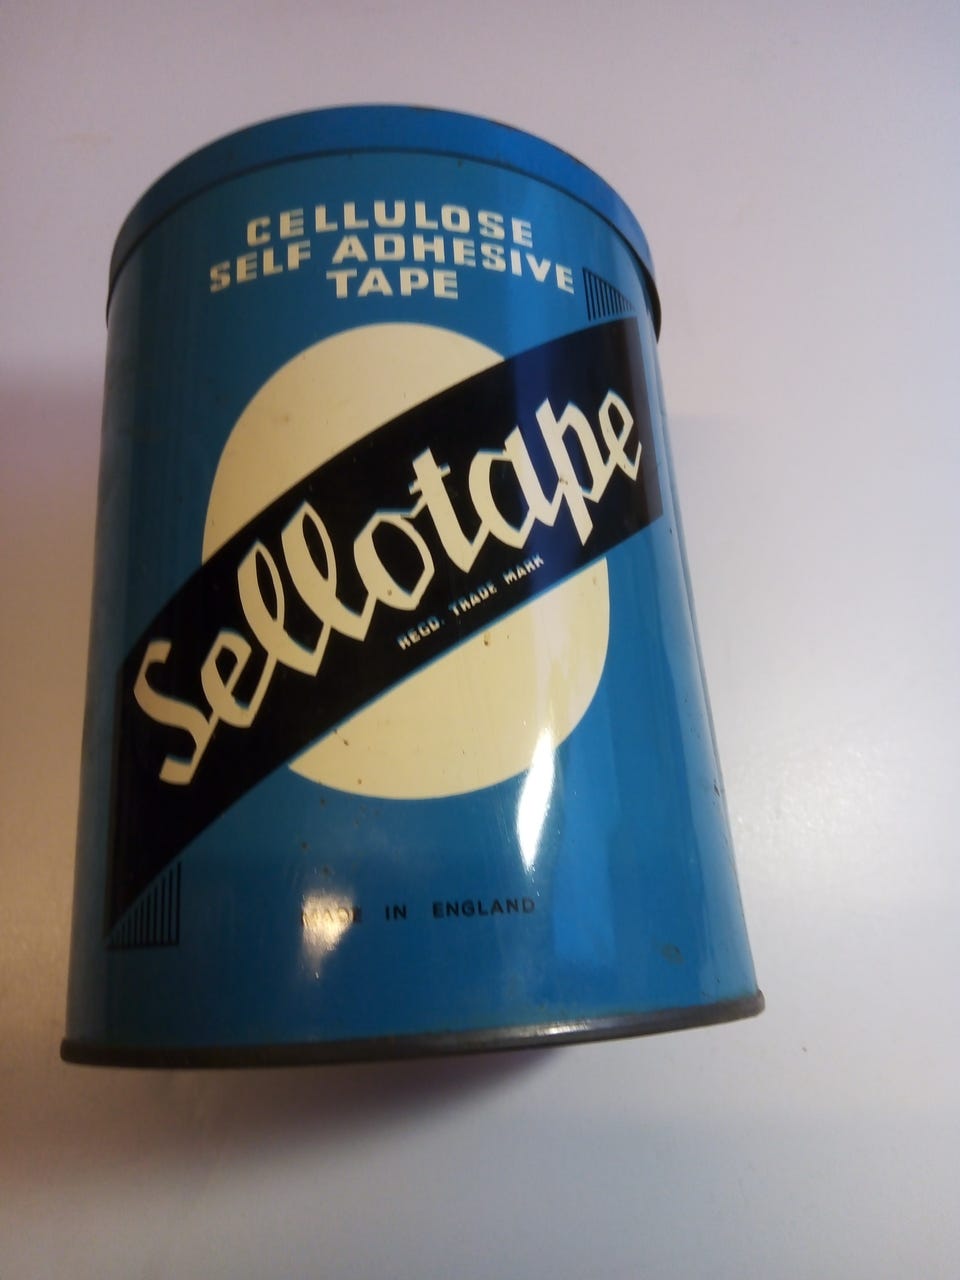 CELLULOSE
SELF ADHESIVE
TAPE
Sellotape
REGD. TRADE MARK
MADE IN ENGLAND